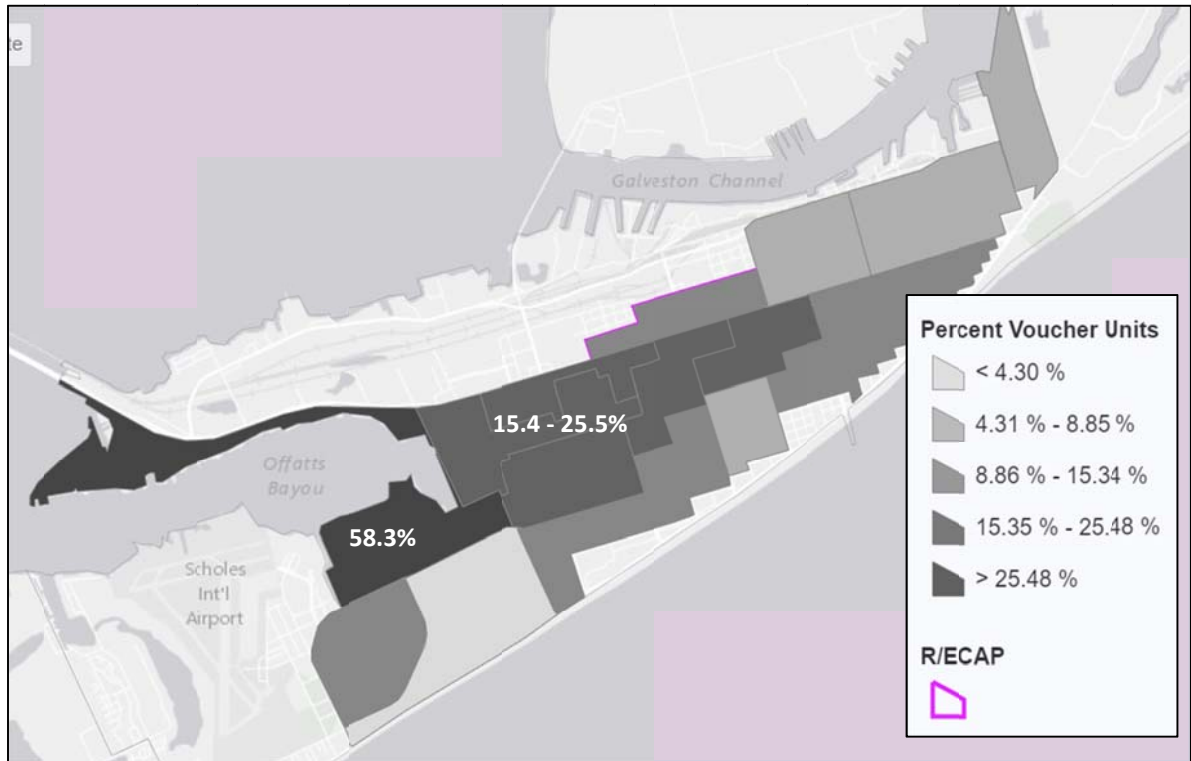 te
Galveston Channel
Percent Voucher Units
< 4.30 %
4.31 % - 8.85 %
8.86 % - 15.34 %
15.35 % - 25.48 %
> 25.48 %
R/ECAP
15.4 - 25.5%
Offatts
Bayou
58.3%
Scholes
Int'l
Airport